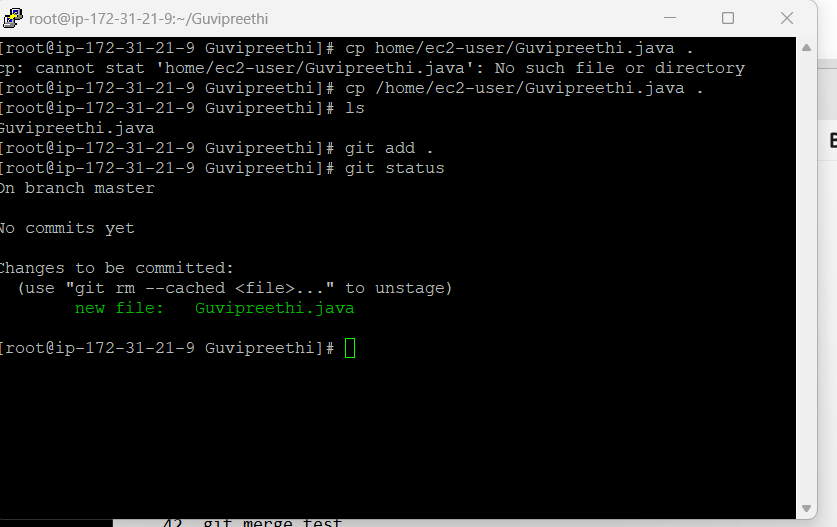 root@ip-172-31-21-9:~/Guvipreethi
[root@ip-172-31-21-9 Guvipreethi]# cp home/ec2-user/Guvipreethi.java .
cp: cannot stat 'home/ec2-user/Guvipreethi.java': No such file or directory
[root@ip-172-31-21-9 Guvipreethi]# cp /home/ec2-user/Guvipreethi.java .
[root@ip-172-31-21-9 Guvipreethi]# ls
Guvipreethi.java
[root@ip-172-31-21-9 Guvipreethi]# git add .
[root@ip-172-31-21-9 Guvipreethi]# git status
On branch master
No commits yet
Changes to be committed:
(use "git rm --cached <file>..." to unstage)
new file:   Guvipreethi.java
[root@ip-172-31-21-9 Guvipreethi]#
42  git merge test